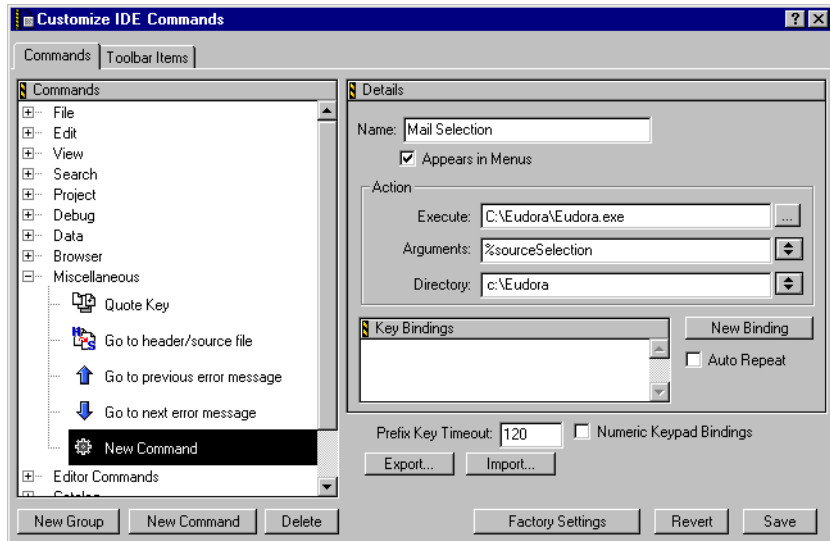 Customize IDE Commands
Commands
Toolbar Items
Commands
File
Edit
View
Search
Project
Debug
Data
Browser
Miscellaneous
Quote Key
Go to header/source file
Go to previous error message
Go to next error message
New Command
Editor Commands
Catalog
New Group
New Command
Delete
Details
Name: Mail Selection
Appears in Menus
Action
Execute: C:\Eudora\Eudora.exe ...
Arguments: %sourceSelection
Directory: c:\Eudora
Key Bindings
New Binding
Auto Repeat
Prefix Key Timeout: 120
Numeric Keypad Bindings
Export...
Import...
Factory Settings
Revert
Save